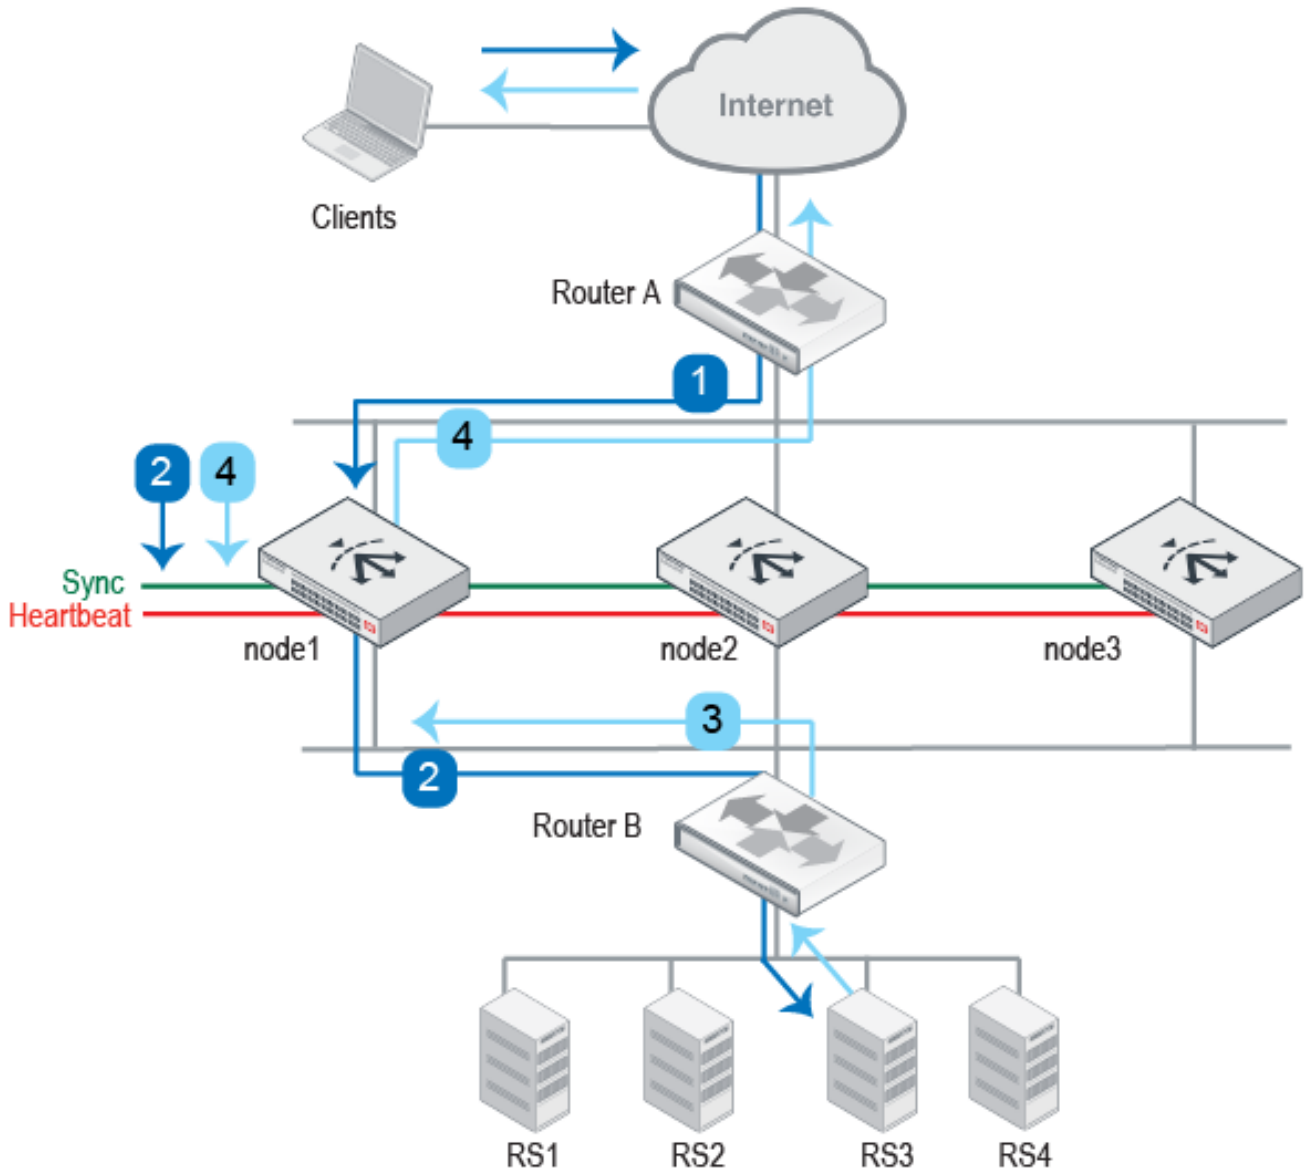 Internet
Clients
Router A
1
4
2
4
Sync
Heartbeat
node1
node2
node3
3
2
Router B
RS1
RS2
RS3
RS4